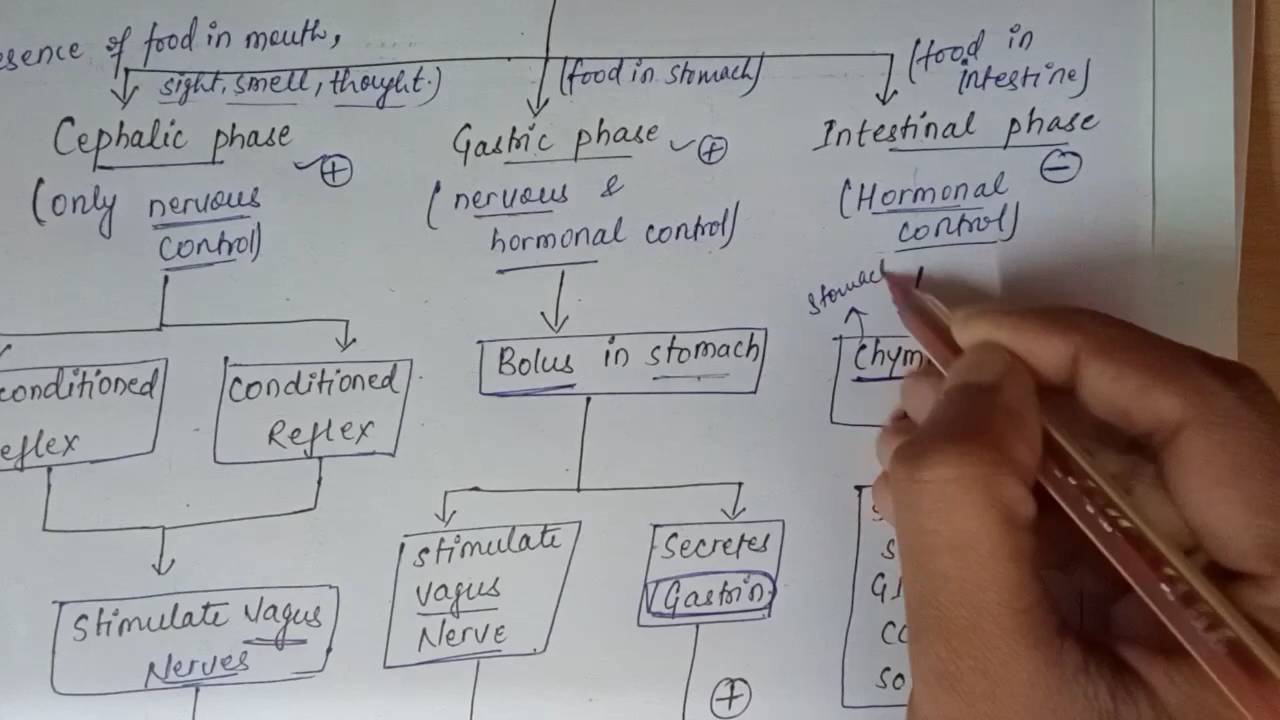 of food in mouth,
sight, smell, thought.)
(food in stomach)
(food in
intestine)
Cephalic phase
+
(only nervous
control)
Gastric phase
+
(nervous &
hormonal control)
Intestinal phase
−
(Hormonal
control)
conditioned
Conditioned
Reflex
Stimulate Vagus
Nerves
Bolus in stomach
Stimulate
vagus
Nerve
Secretes
Gastrin
+
stomach